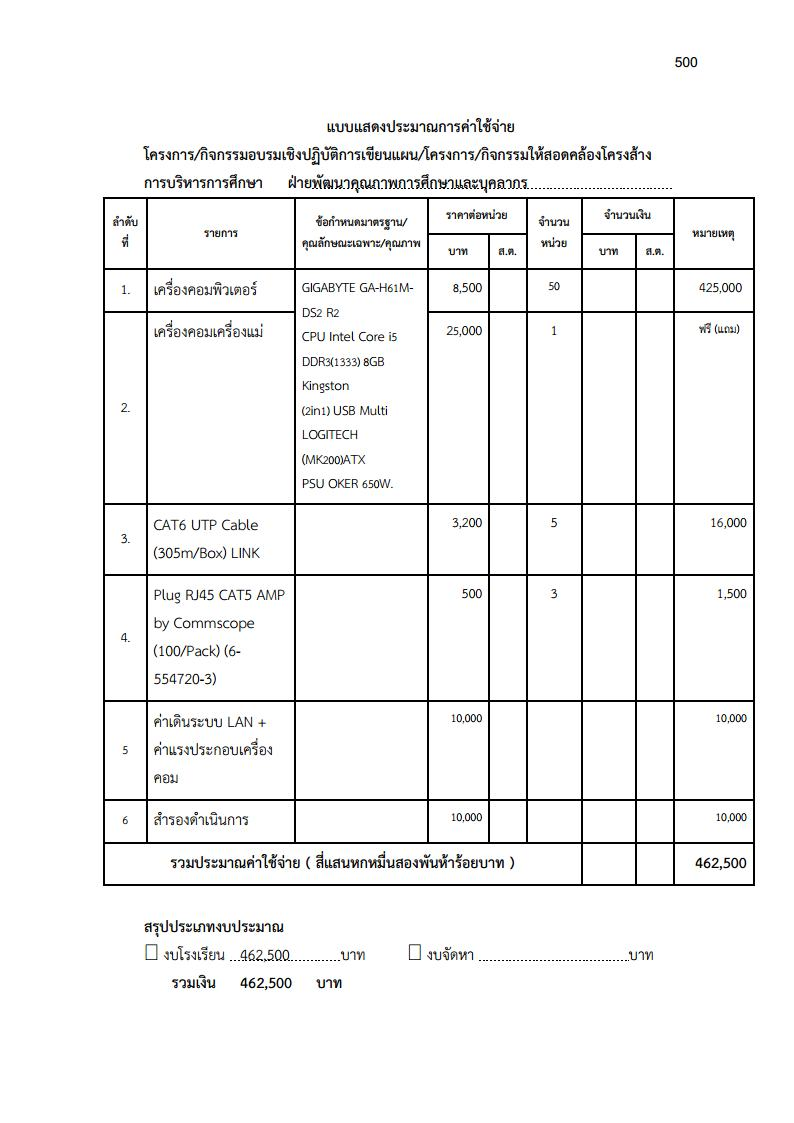 500
แบบแสดงประมาณการค่าใช้จ่าย
โครงการ/กิจกรรมอบรมเชิงปฏิบัติการเขียนแผน/โครงการ/กิจกรรมให้สอดคล้องโครงสร้าง
การบริหารการศึกษา ฝ่ายพัฒนาคุณภาพการศึกษาและบุคลากร
ลำดับที่ รายการ ข้อกำหนดมาตรฐาน/คุณลักษณะเฉพาะ/คุณภาพ ราคาต่อหน่วย จำนวนหน่วย จำนวนเงิน หมายเหตุ
บาท ส.ต. บาท ส.ต.
1. เครื่องคอมพิวเตอร์ GIGABYTE GA-H61M- 8,500 50 425,000
DS2 R2
2. เครื่องคอมเครื่องแม่ 25,000 1 ฟรี (แถม)
CPU Intel Core i5
DDR3(1333) 8GB
Kingston
(2in1) USB Multi
LOGITECH
(MK200)ATX
PSU OKER 650W.
3. CAT6 UTP Cable 3,200 5 16,000
(305m/Box) LINK
4. Plug RJ45 CAT5 AMP 500 3 1,500
by Commscope
(100/Pack) (6-
554720-3)
5 ค่าเดินระบบ LAN + 10,000 10,000
ค่าแรงประกอบเครื่อง
คอม
6 สำรองดำเนินการ 10,000 10,000
รวมประมาณค่าใช้จ่าย ( สี่แสนหกหมื่นสองพันห้าร้อยบาท ) 462,500
สรุปประเภทงบประมาณ
งบโรงเรียน 462,500 บาท งบจัดหา บาท
รวมเงิน 462,500 บาท